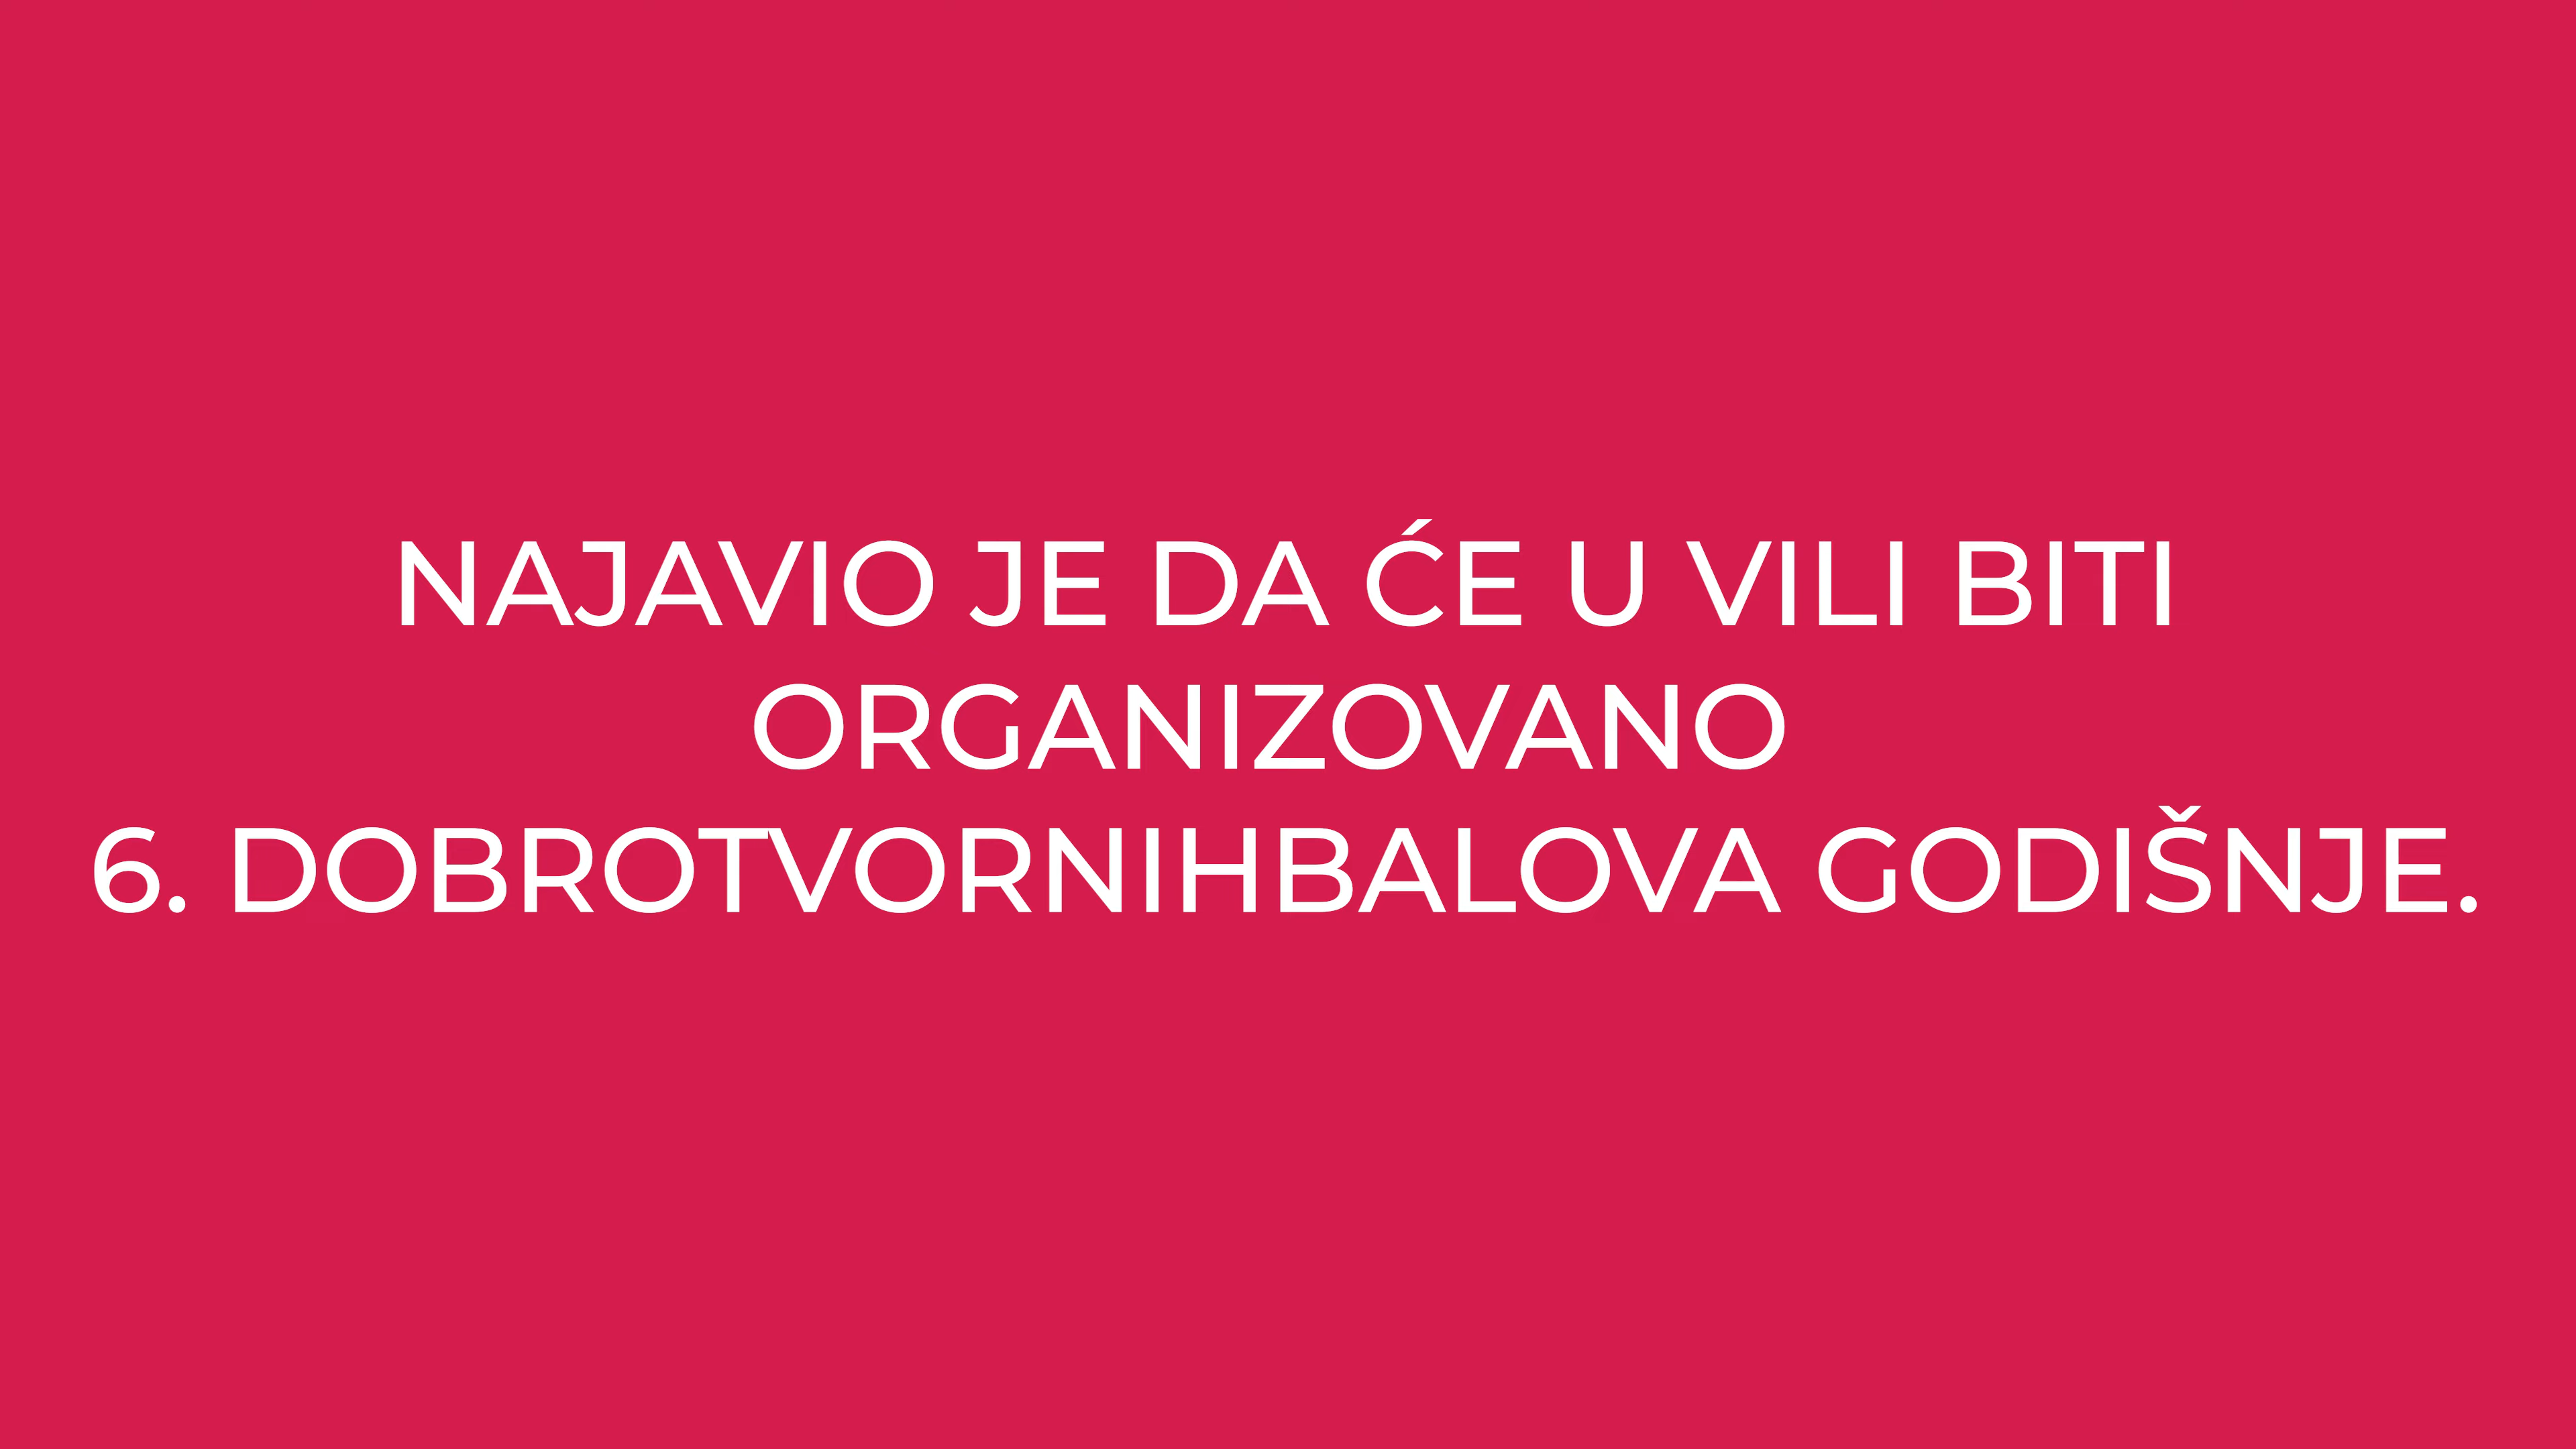 NAJAVIO JE DA ĆE U VILI BITI
ORGANIZOVANO
6. DOBROTVORNIHBALOVA GODIŠNJE.